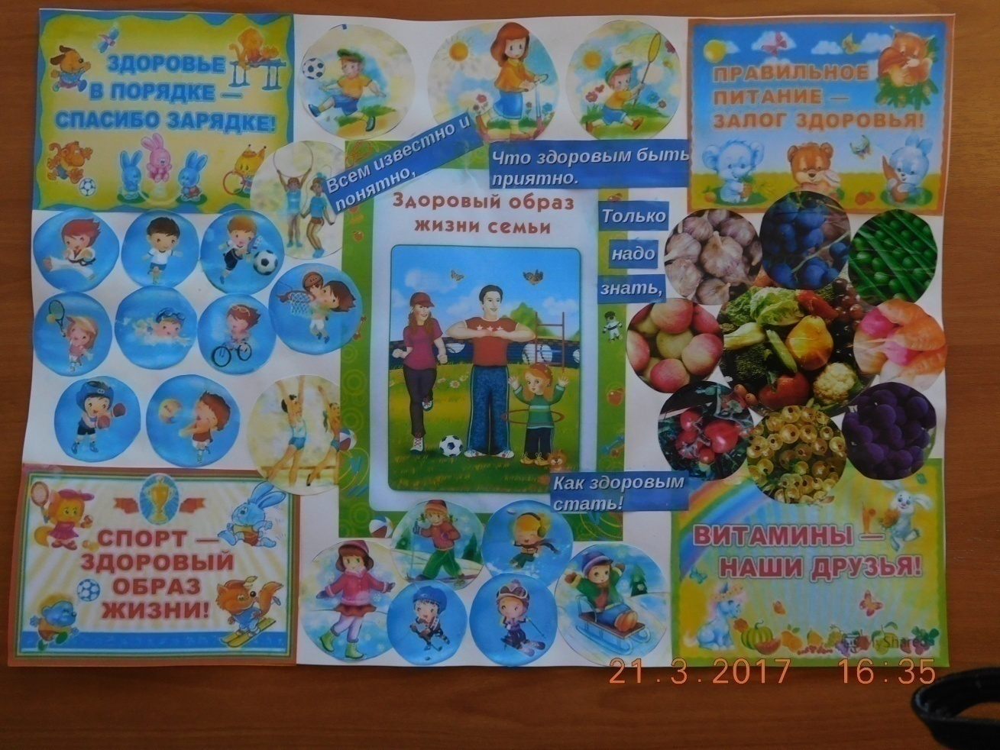 ЗДОРОВЬЕ
В ПОРЯДКЕ —
СПАСИБО ЗАРЯДКЕ!
ПРАВИЛЬНОЕ
ПИТАНИЕ —
ЗАЛОГ ЗДОРОВЬЯ!
Всем известно и
понятно,
Что здоровым быть
приятно.
Только
надо
знать,
Как здоровым
стать!
Здоровый образ
жизни семьи
СПОРТ —
ЗДОРОВЫЙ
ОБРАЗ
ЖИЗНИ!
ВИТАМИНЫ —
НАШИ ДРУЗЬЯ!
MyShared
21.3.2017 16:35